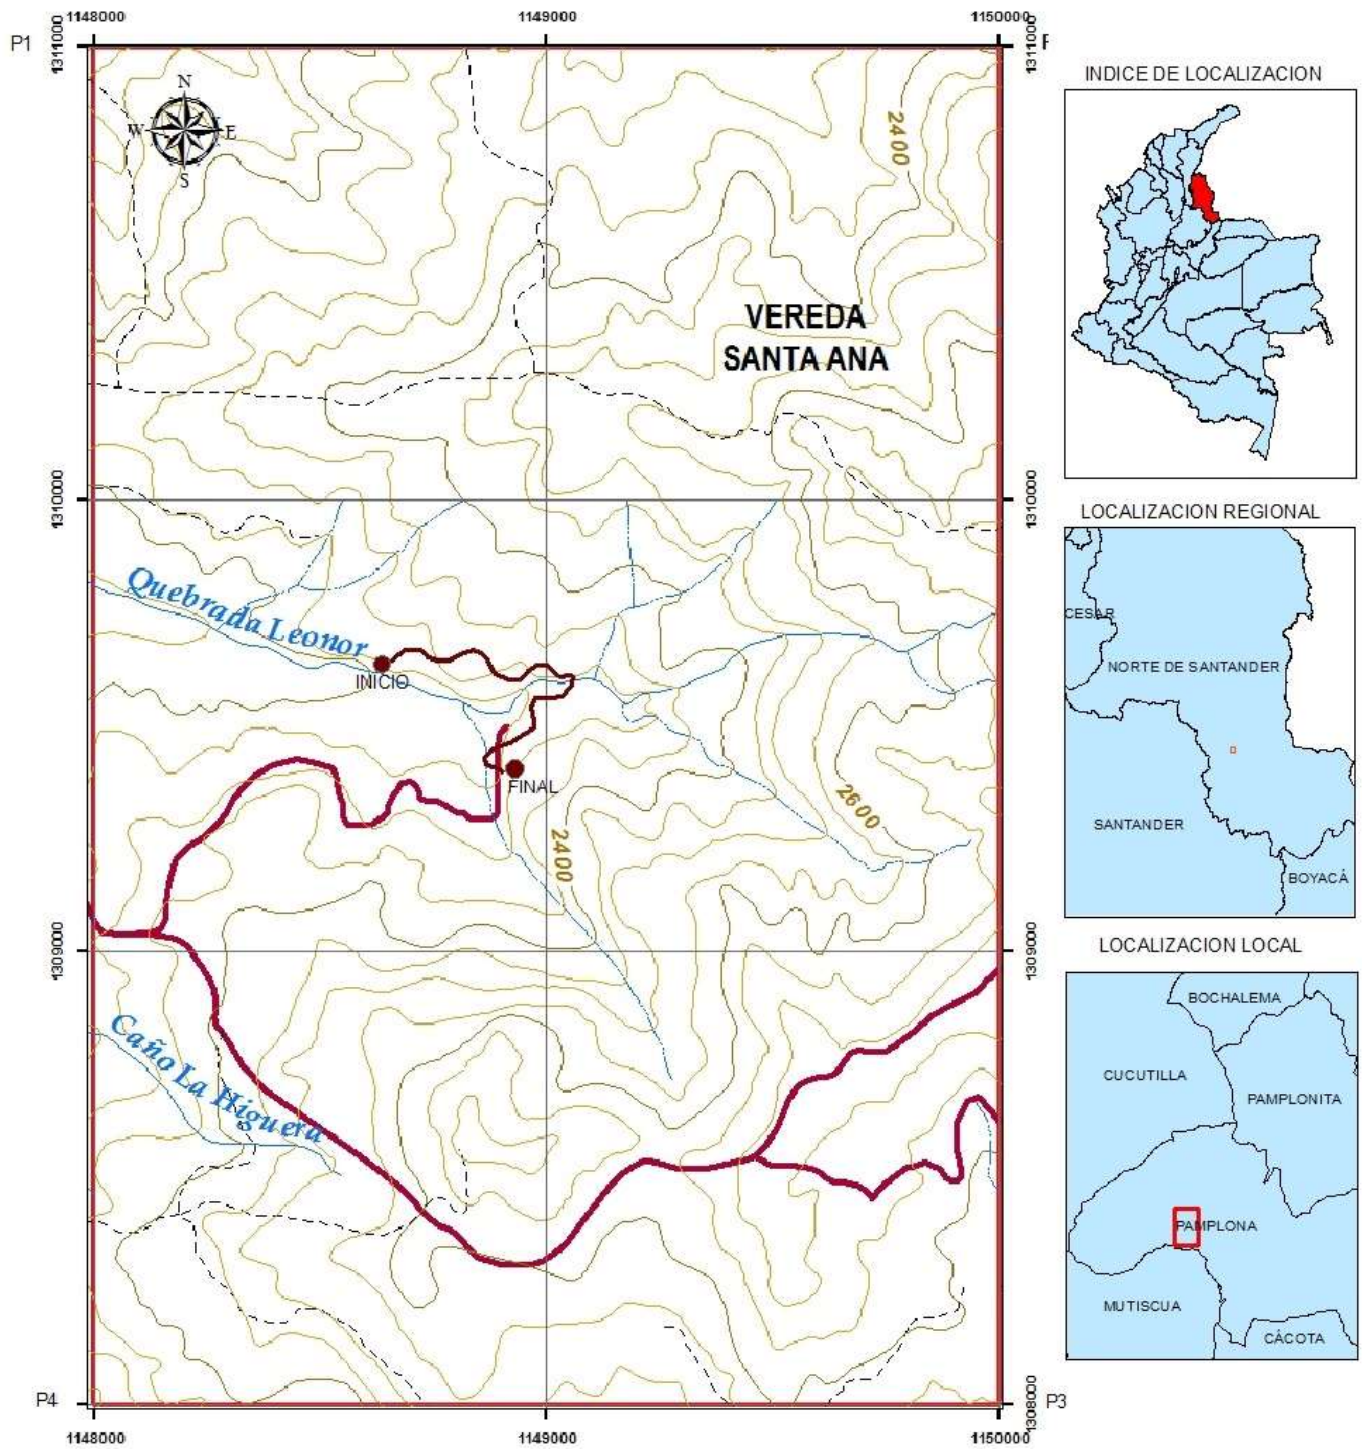 1148000
1149000
1150000
P1
1311000
1311000
N
W
E
S
2400
VEREDA
SANTA ANA
1310000
1310000
Quebrada Leonor
INICIO
FINAL
2400
2600
1309000
1309000
Caño La Higuera
P4
P3
1308000
1148000
1149000
1150000
INDICE DE LOCALIZACION
LOCALIZACION REGIONAL
CESAR
NORTE DE SANTANDER
SANTANDER
BOYACÁ
LOCALIZACION LOCAL
BOCHALEMA
CUCUTILLA
PAMPLONITA
PAMPLONA
MUTISCUA
CÁCOTA